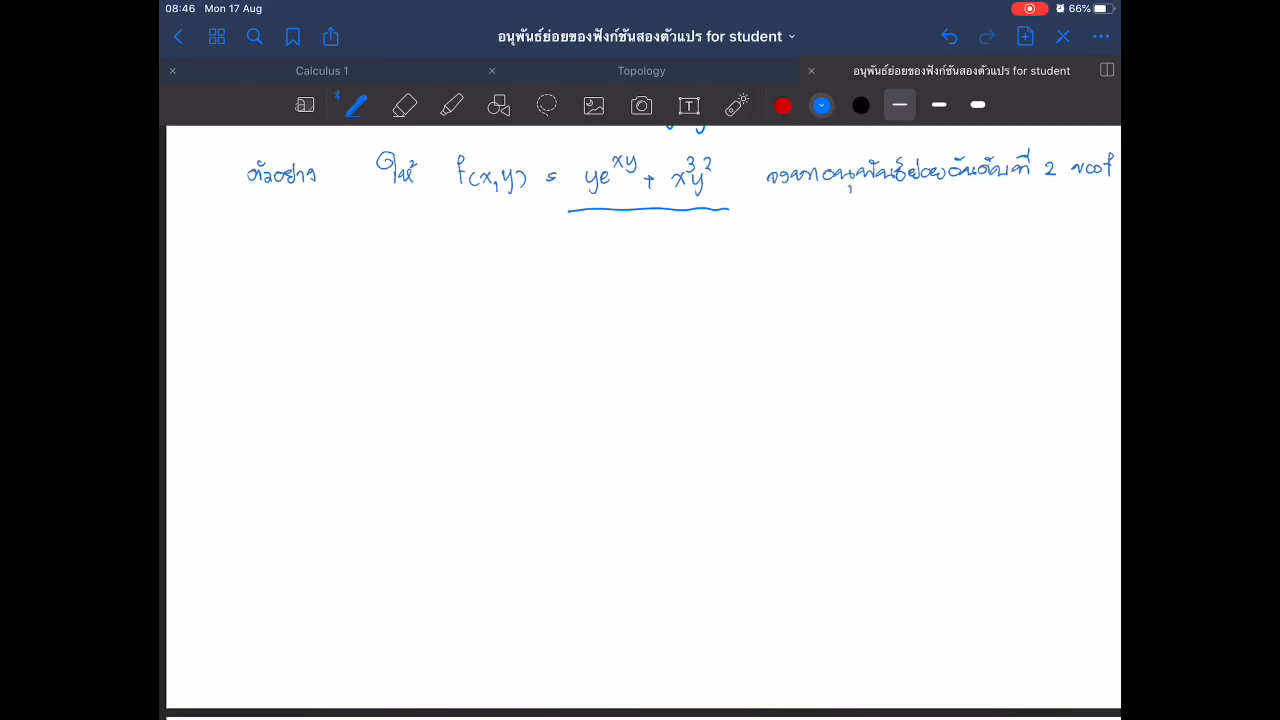 08:46 Mon 17 Aug 66%
อนุพันธ์ย่อยของฟังก์ชันสองตัวแปร for student
Calculus 1 Topology อนุพันธ์ย่อยของฟังก์ชันสองตัวแปร for student
ตัวอย่าง ให้ f(x,y) = ye^{xy} + x^3y^2 จงหาอนุพันธ์ย่อยอันดับที่ 2 ของ f